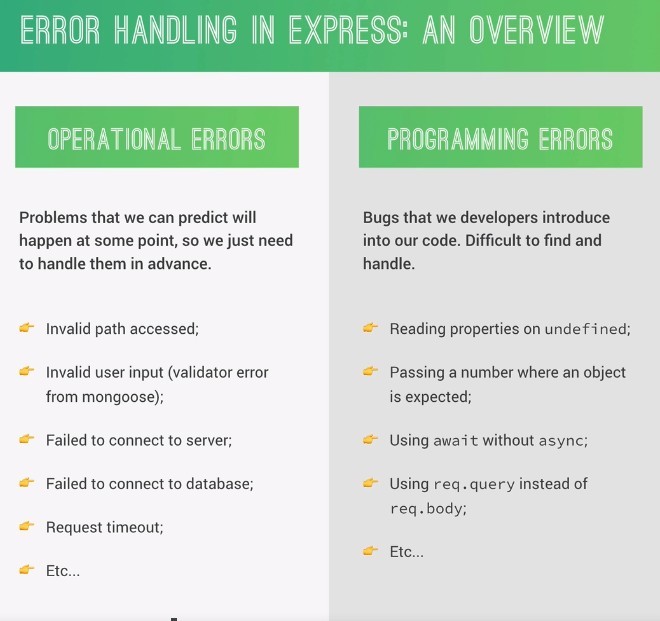 ERROR HANDLING IN EXPRESS: AN OVERVIEW
OPERATIONAL ERRORS
Problems that we can predict will
happen at some point, so we just need
to handle them in advance.
👉 Invalid path accessed;
👉 Invalid user input (validator error
from mongoose);
👉 Failed to connect to server;
👉 Failed to connect to database;
👉 Request timeout;
👉 Etc...
PROGRAMMING ERRORS
Bugs that we developers introduce
into our code. Difficult to find and
handle.
👉 Reading properties on undefined;
👉 Passing a number where an object
is expected;
👉 Using await without async;
👉 Using req.query instead of
req.body;
👉 Etc...